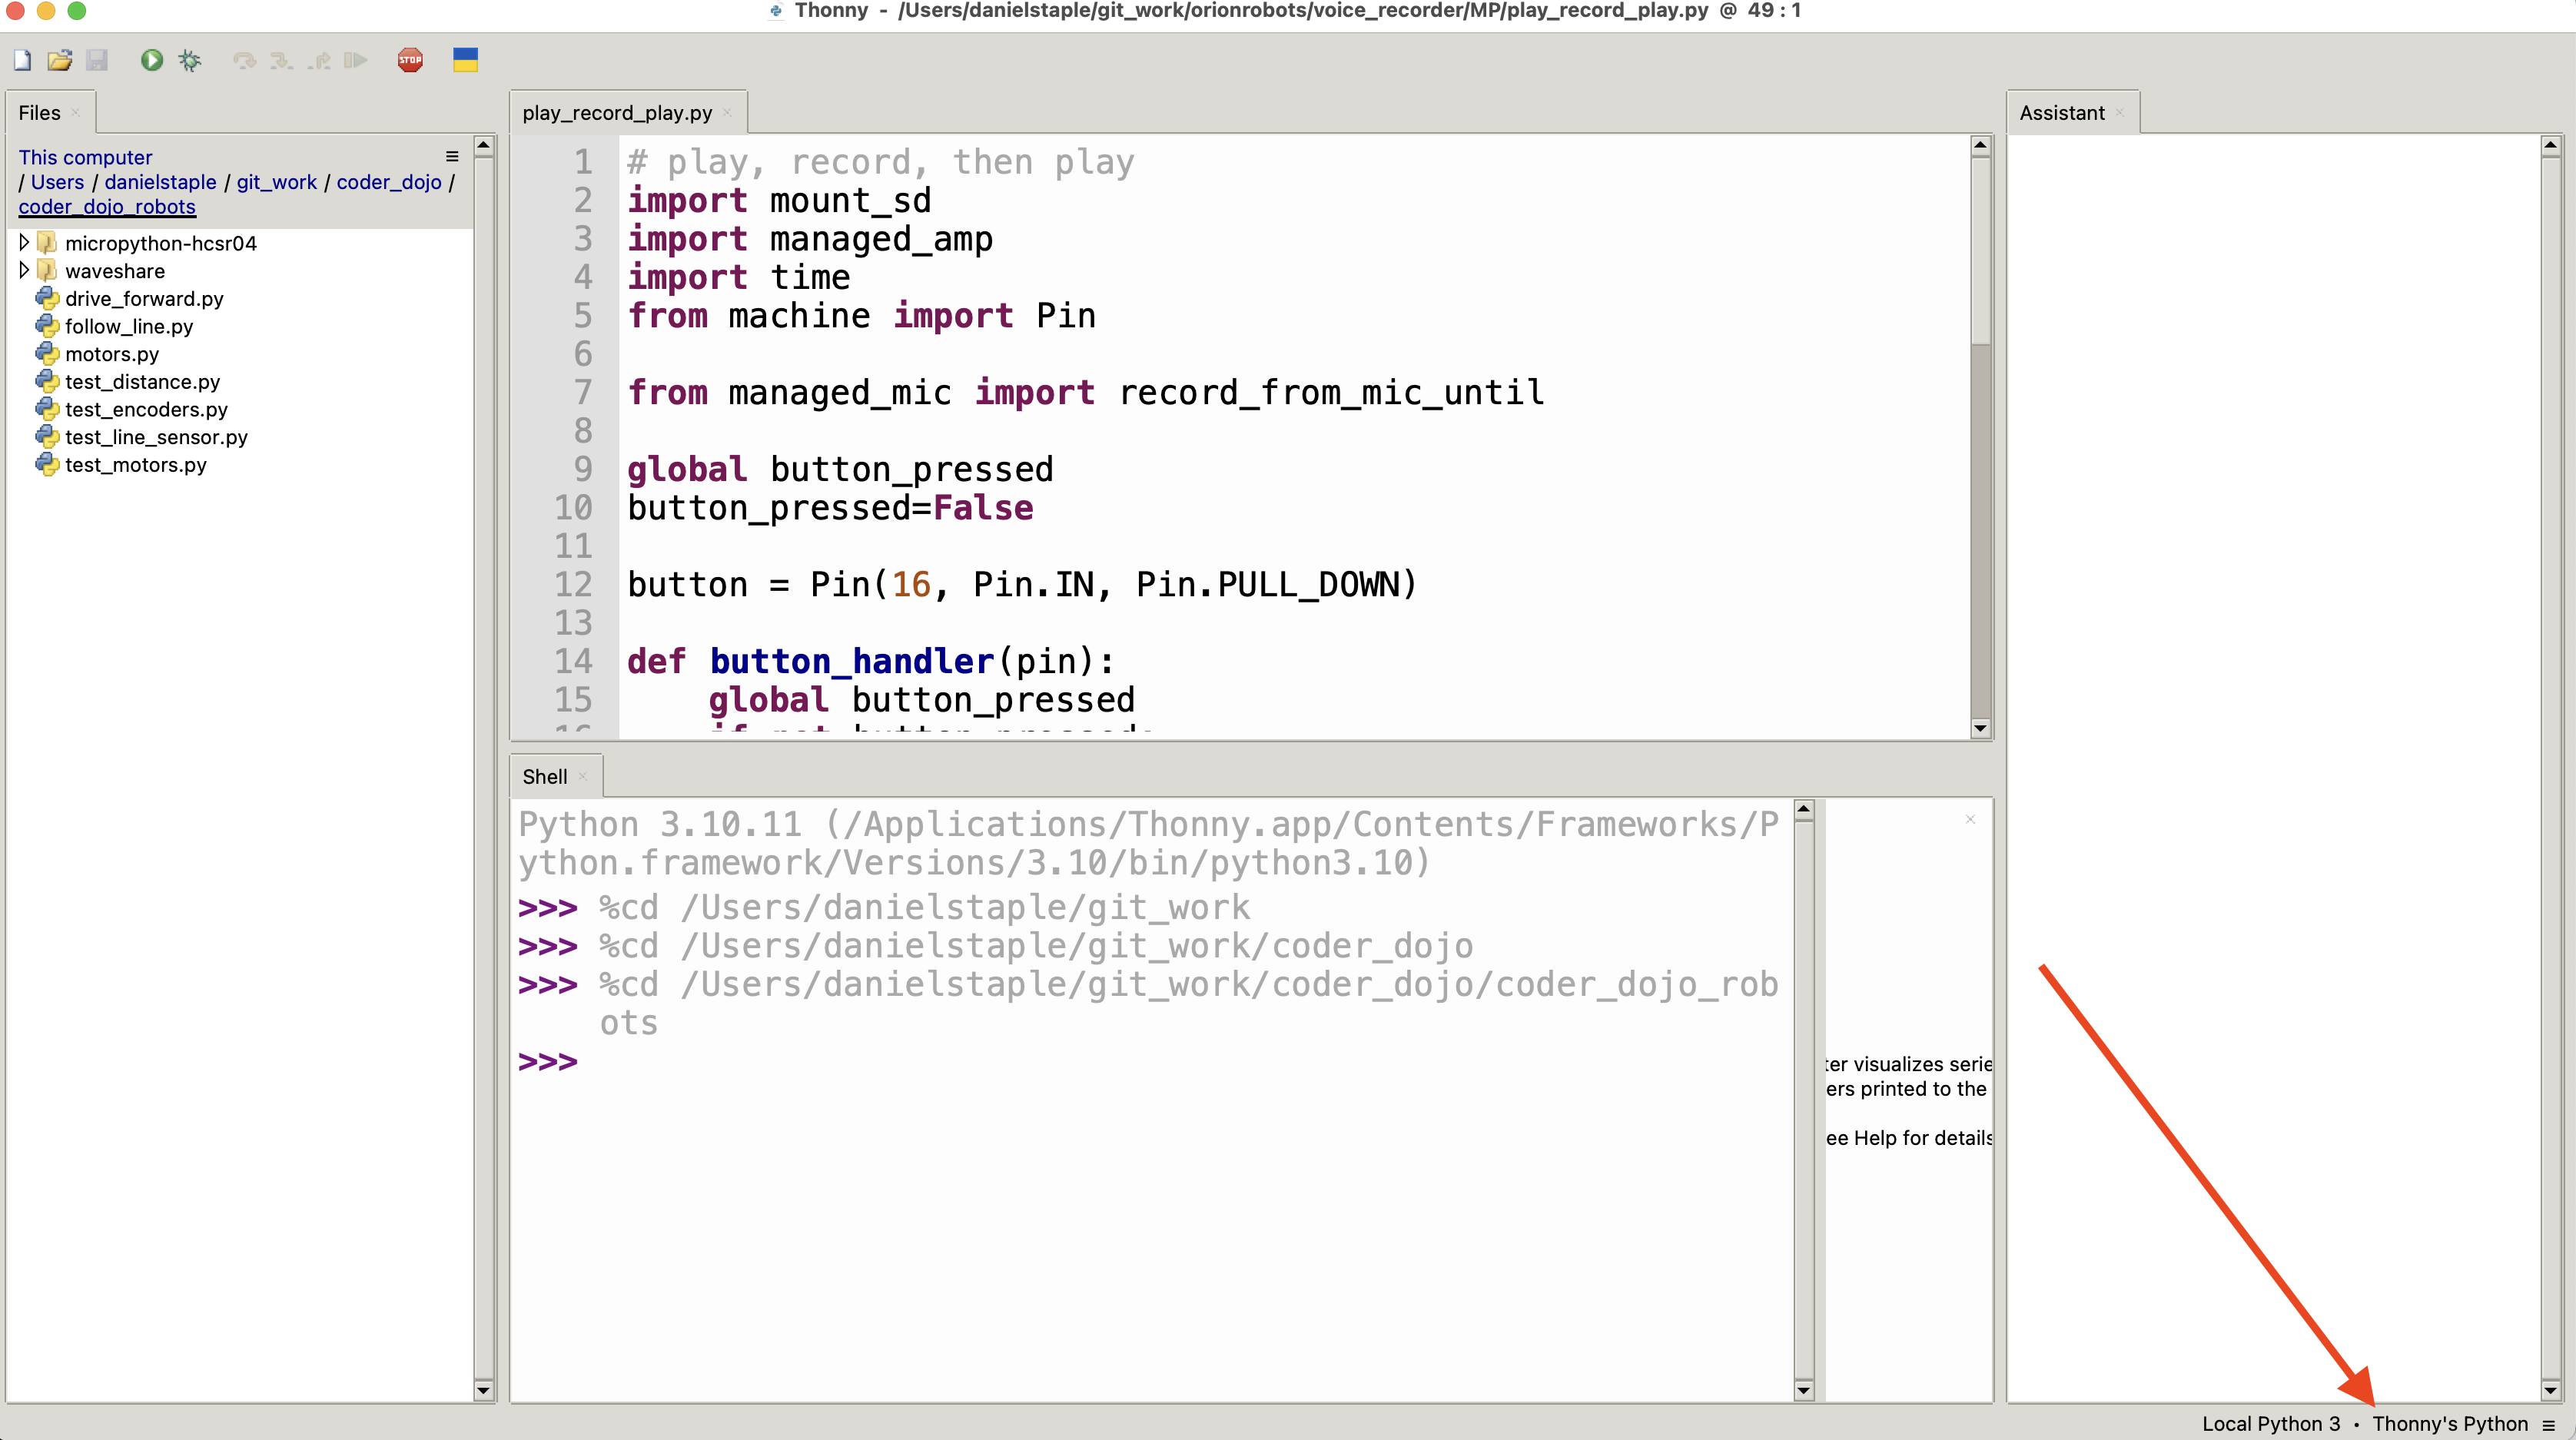 Thonny - /Users/danielstaple/git_work/orionrobots/voice_recorder/MP/play_record_play.py @ 49 : 1
STOP
Files
This computer
/ Users / danielstaple / git_work / coder_dojo /
coder_dojo_robots
micropython-hcsr04
waveshare
drive_forward.py
follow_line.py
motors.py
test_distance.py
test_encoders.py
test_line_sensor.py
test_motors.py
play_record_play.py
1 # play, record, then play
2 import mount_sd
3 import managed_amp
4 import time
5 from machine import Pin
6
7 from managed_mic import record_from_mic_until
8
9 global button_pressed
10 button_pressed=False
11
12 button = Pin(16, Pin.IN, Pin.PULL_DOWN)
13
14 def button_handler(pin):
15 global button_pressed
Shell
Python 3.10.11 (/Applications/Thonny.app/Contents/Frameworks/P
ython.framework/Versions/3.10/bin/python3.10)
>>> %cd /Users/danielstaple/git_work
>>> %cd /Users/danielstaple/git_work/coder_dojo
>>> %cd /Users/danielstaple/git_work/coder_dojo/coder_dojo_rob
ots
>>>
ter visualizes serie
ers printed to the
ee Help for details
Assistant
Local Python 3 • Thonny's Python ≡